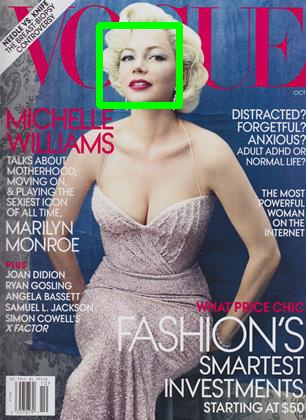 NEEDLE VS. KNIFE
THE BREAST-BIOPSY
CONTROVERSY
VOGUE
OCT
MICHELLE
WILLIAMS
TALKS ABOUT
MOTHERHOOD,
MOVING ON,
& PLAYING THE
SEXIEST ICON
OF ALL TIME,
MARILYN
MONROE
PLUS
JOAN DIDION
RYAN GOSLING
ANGELA BASSETT
SAMUEL L. JACKSON
SIMON COWELL'S
X FACTOR
DISTRACTED?
FORGETFUL?
ANXIOUS?
ADULT ADHD OR
NORMAL LIFE?
THE MOST
POWERFUL
WOMAN
ON THE
INTERNET
WHAT PRICE CHIC
FASHION'S
SMARTEST
INVESTMENTS
STARTING AT $50